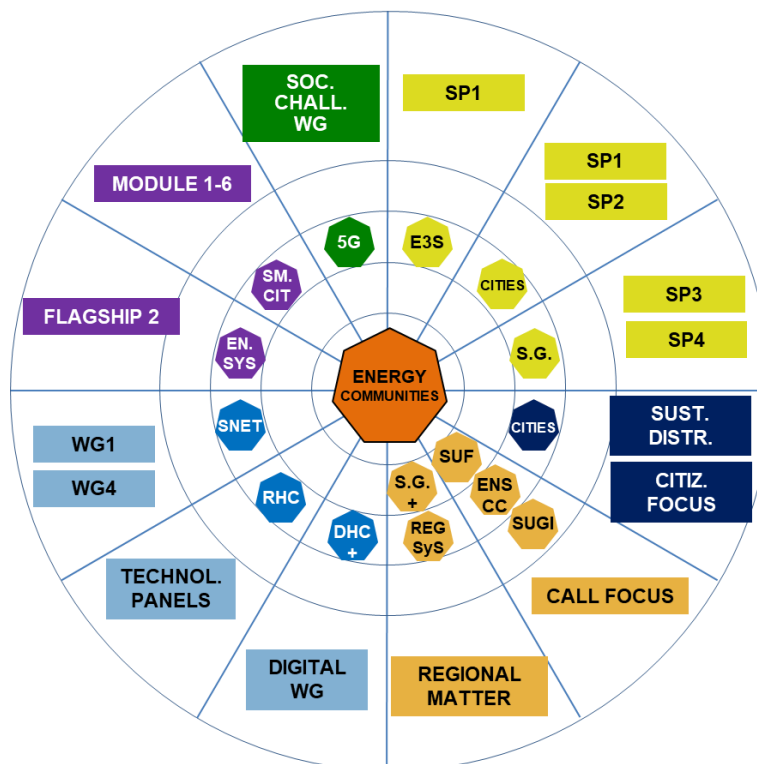 SOC.
CHALL.
WG
SP1
SP1
SP2
MODULE 1-6
5G
E3S
SM.
CIT
CITIES
SP3
SP4
FLAGSHIP 2
EN.
SYS
S.G.
ENERGY
COMMUNITIES
SNET
CITIES
SUST.
DISTR.
WG1
WG4
CITIZ.
FOCUS
SUF
S.G.
+
ENS
CC
RHC
SUGI
DHC
+
REG
SyS
TECHNOL.
PANELS
CALL FOCUS
DIGITAL
WG
REGIONAL
MATTER